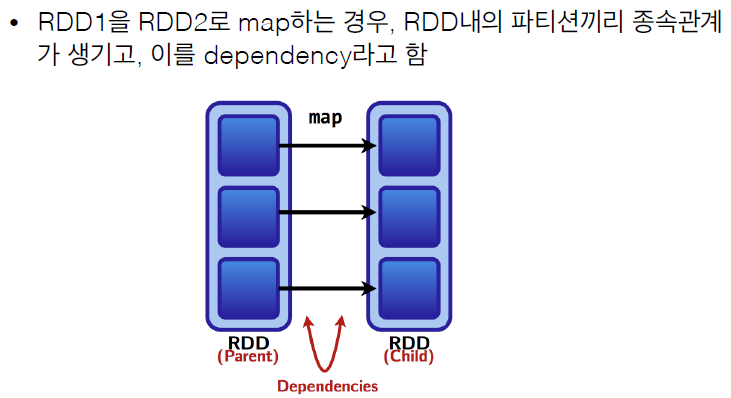 • RDD1을 RDD2로 map하는 경우, RDD내의 파티션끼리 종속관계
가 생기고, 이를 dependency라고 함
map
RDD
(Parent)
RDD
(Child)
Dependencies